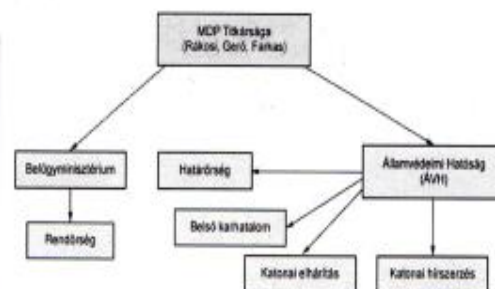 MDP Titkársága
(Rákosi, Gerő, Farkas)
Belügyminisztérium
Határőrség
Államvédelmi Hatóság
(ÁVH)
Rendőrség
Belső karhatalom
Katonai elhárítás
Katonai hírszerzés